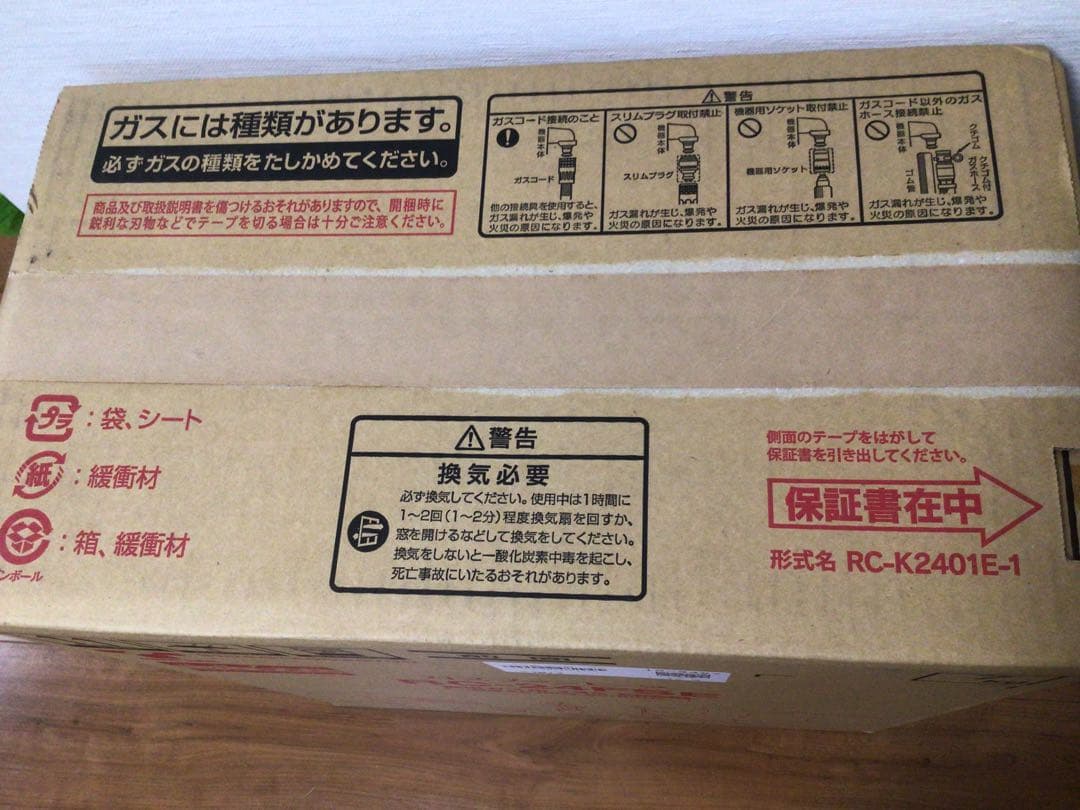 ガスには種類があります。
必ずガスの種類をたしかめてください。
商品及び取扱説明書を傷つけるおそれがありますので、開梱時に
鋭利な刃物などでテープを切る場合は十分ご注意ください。
⚠警告
ガスコード接続のこと
機器本体
ガスコード
他の接続具を使用すると、
ガス漏れが生じ、爆発や
火災の原因になります。
スリムプラグ取付禁止
機器本体
スリムプラグ
ガス漏れが生じ、爆発や
火災の原因になります。
機器用ソケット取付禁止
機器本体
機器用ソケット
ガス漏れが生じ、爆発や
火災の原因になります。
ガスコード以外のガス
ホース接続禁止
機器本体
クチゴム
クチゴム付
ガスホース
ゴム管
ガス漏れが生じ、爆発や
火災の原因になります。
プラ:袋、シート
紙:緩衝材
:箱、緩衝材
ンボール
⚠警告
換気必要
必ず換気してください。使用中は1時間に
1～2回(1～2分)程度換気扇を回すか、
窓を開けるなどして換気をしてください。
換気をしないと一酸化炭素中毒を起こし、
死亡事故にいたるおそれがあります。
側面のテープをはがして
保証書を引き出してください。
保証書在中
形式名 RC-K2401E-1